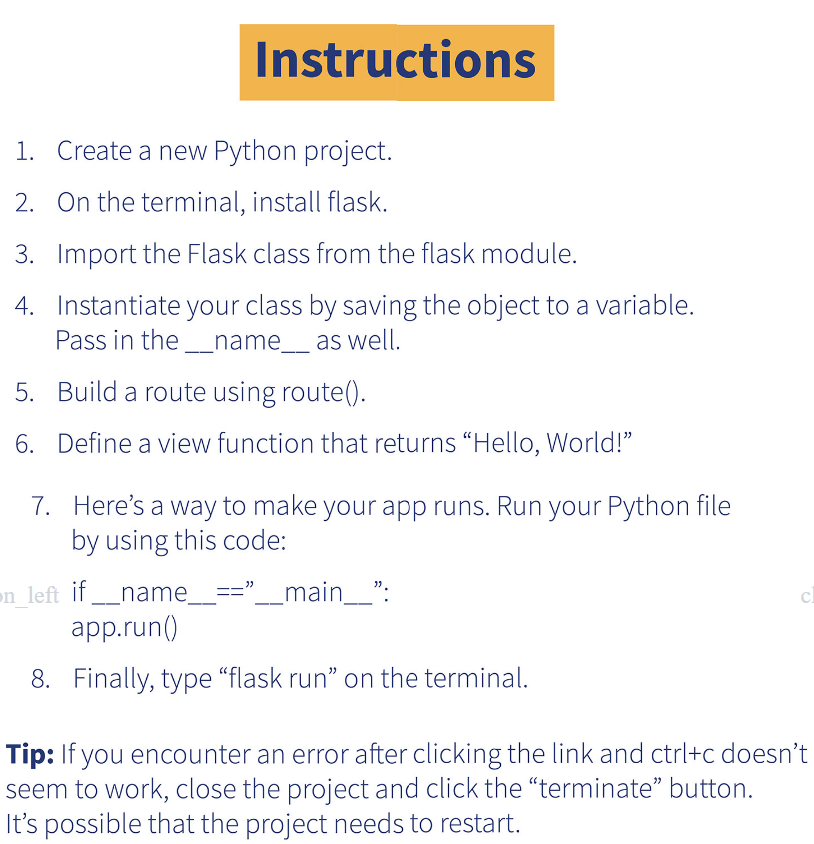 Instructions
1. Create a new Python project.
2. On the terminal, install flask.
3. Import the Flask class from the flask module.
4. Instantiate your class by saving the object to a variable.
Pass in the __name__ as well.
5. Build a route using route().
6. Define a view function that returns “Hello, World!”
7. Here’s a way to make your app runs. Run your Python file
by using this code:
if __name__==”__main__”:
app.run()
8. Finally, type “flask run” on the terminal.
Tip: If you encounter an error after clicking the link and ctrl+c doesn’t
seem to work, close the project and click the “terminate” button.
It’s possible that the project needs to restart.